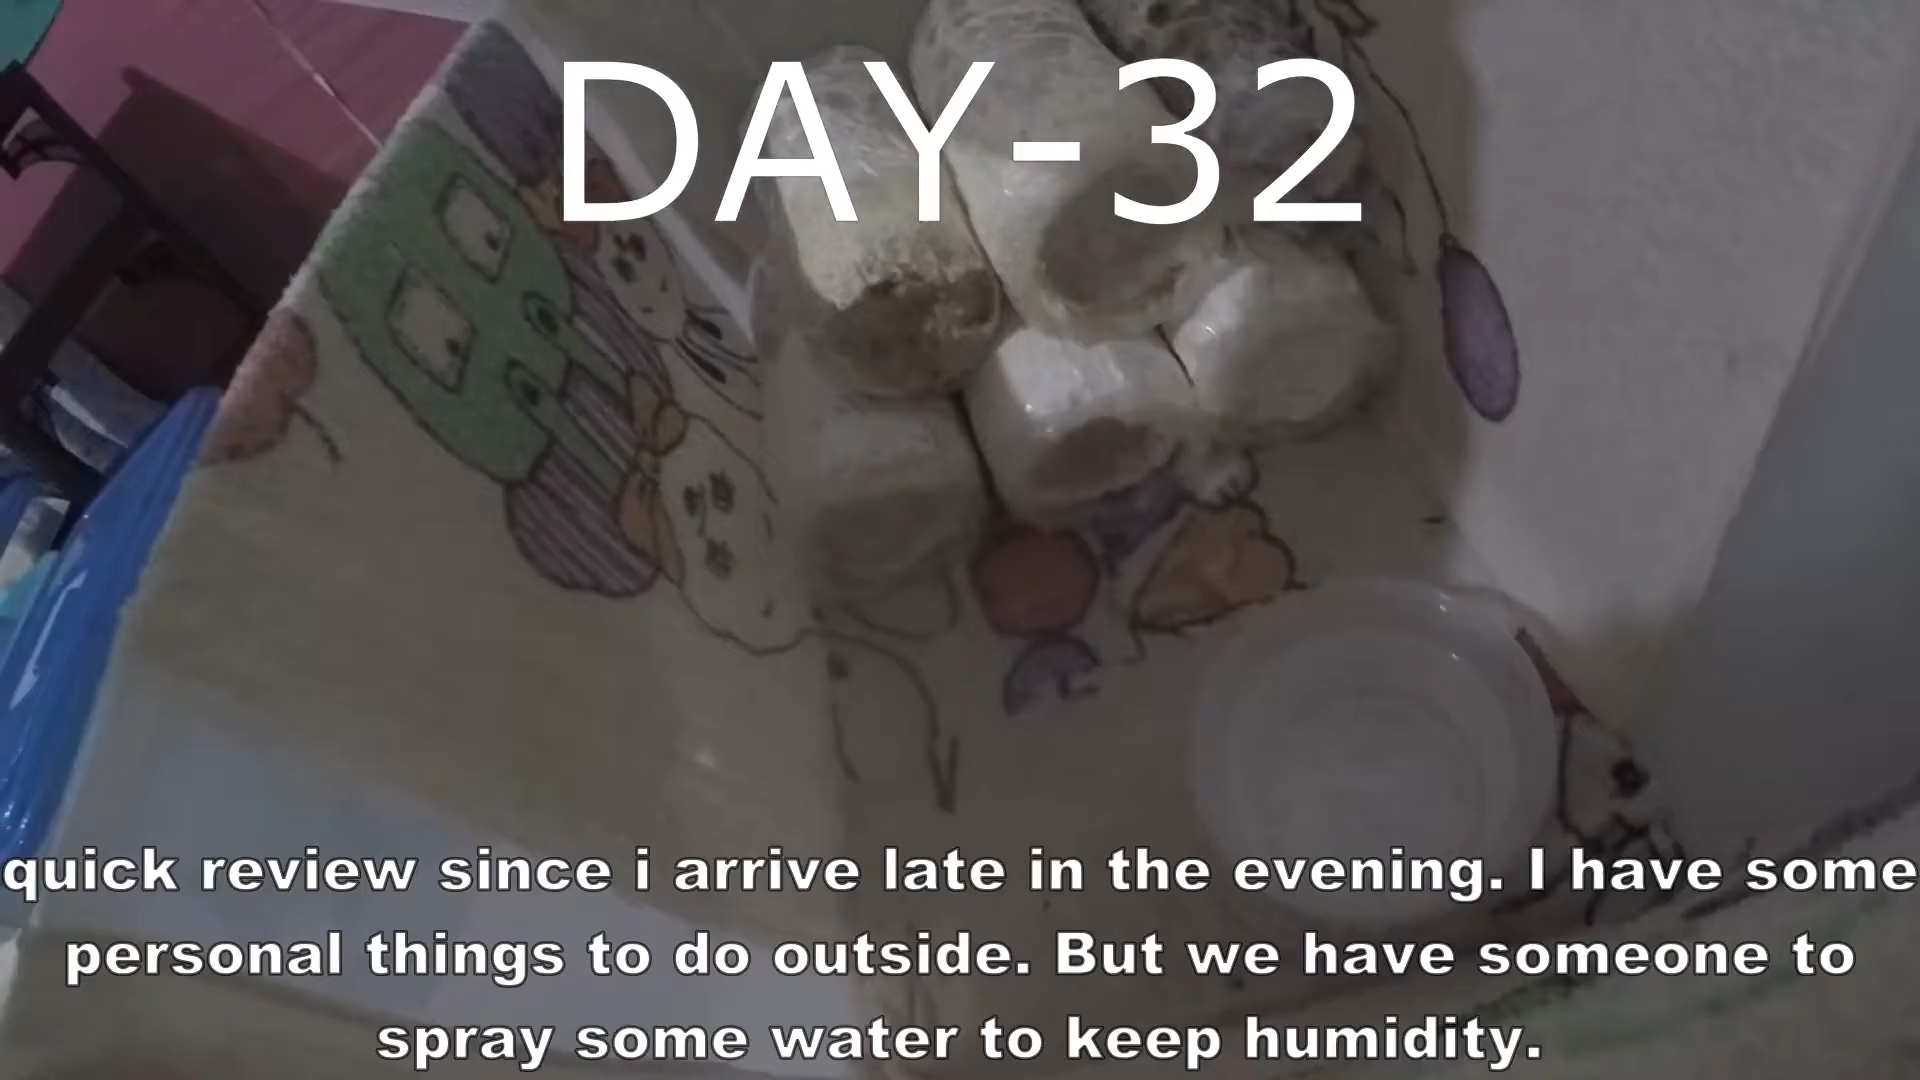 DAY-32
quick review since i arrive late in the evening. I have some
personal things to do outside. But we have someone to
spray some water to keep humidity.